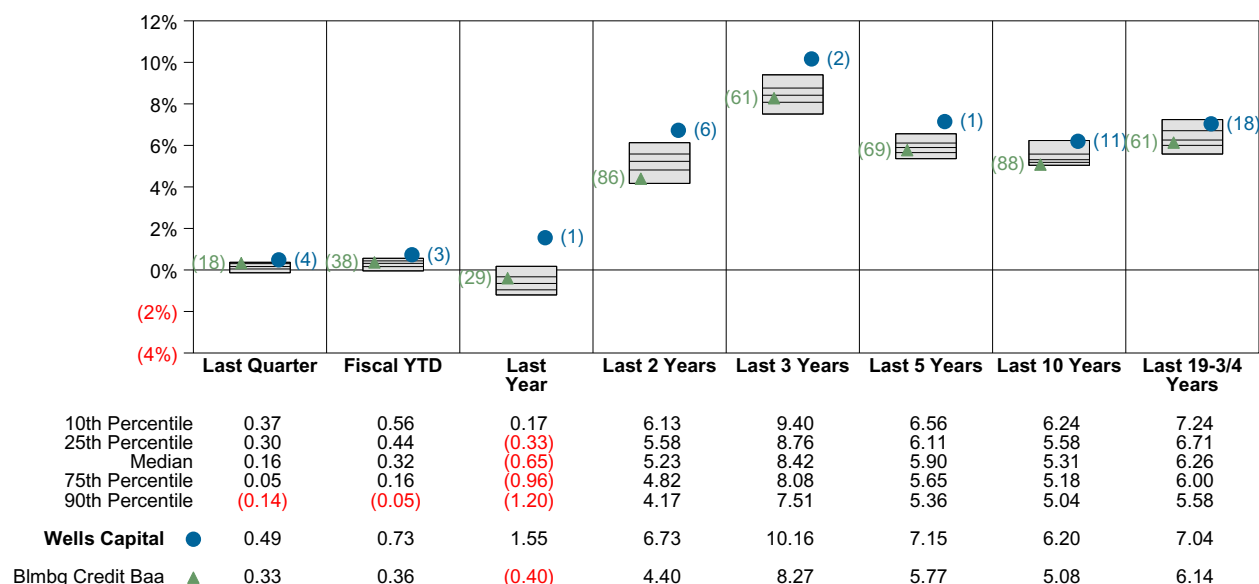 12%
10%
8%
6%
4%
2%
0%
(2%)
(4%)
(18) (4)
(38) (3)
(29) (1)
(86) (6)
(61) (2)
(69) (1)
(88) (11)
(61) (18)
Last Quarter Fiscal YTD Last Year Last 2 Years Last 3 Years Last 5 Years Last 10 Years Last 19-3/4 Years
10th Percentile 0.37 0.56 0.17 6.13 9.40 6.56 6.24 7.24
25th Percentile 0.30 0.44 (0.33) 5.58 8.76 6.11 5.58 6.71
Median 0.16 0.32 (0.65) 5.23 8.42 5.90 5.31 6.26
75th Percentile 0.05 0.16 (0.96) 4.82 8.08 5.65 5.18 6.00
90th Percentile (0.14) (0.05) (1.20) 4.17 7.51 5.36 5.04 5.58
Wells Capital 0.49 0.73 1.55 6.73 10.16 7.15 6.20 7.04
Blmbg Credit Baa 0.33 0.36 (0.40) 4.40 8.27 5.77 5.08 6.14